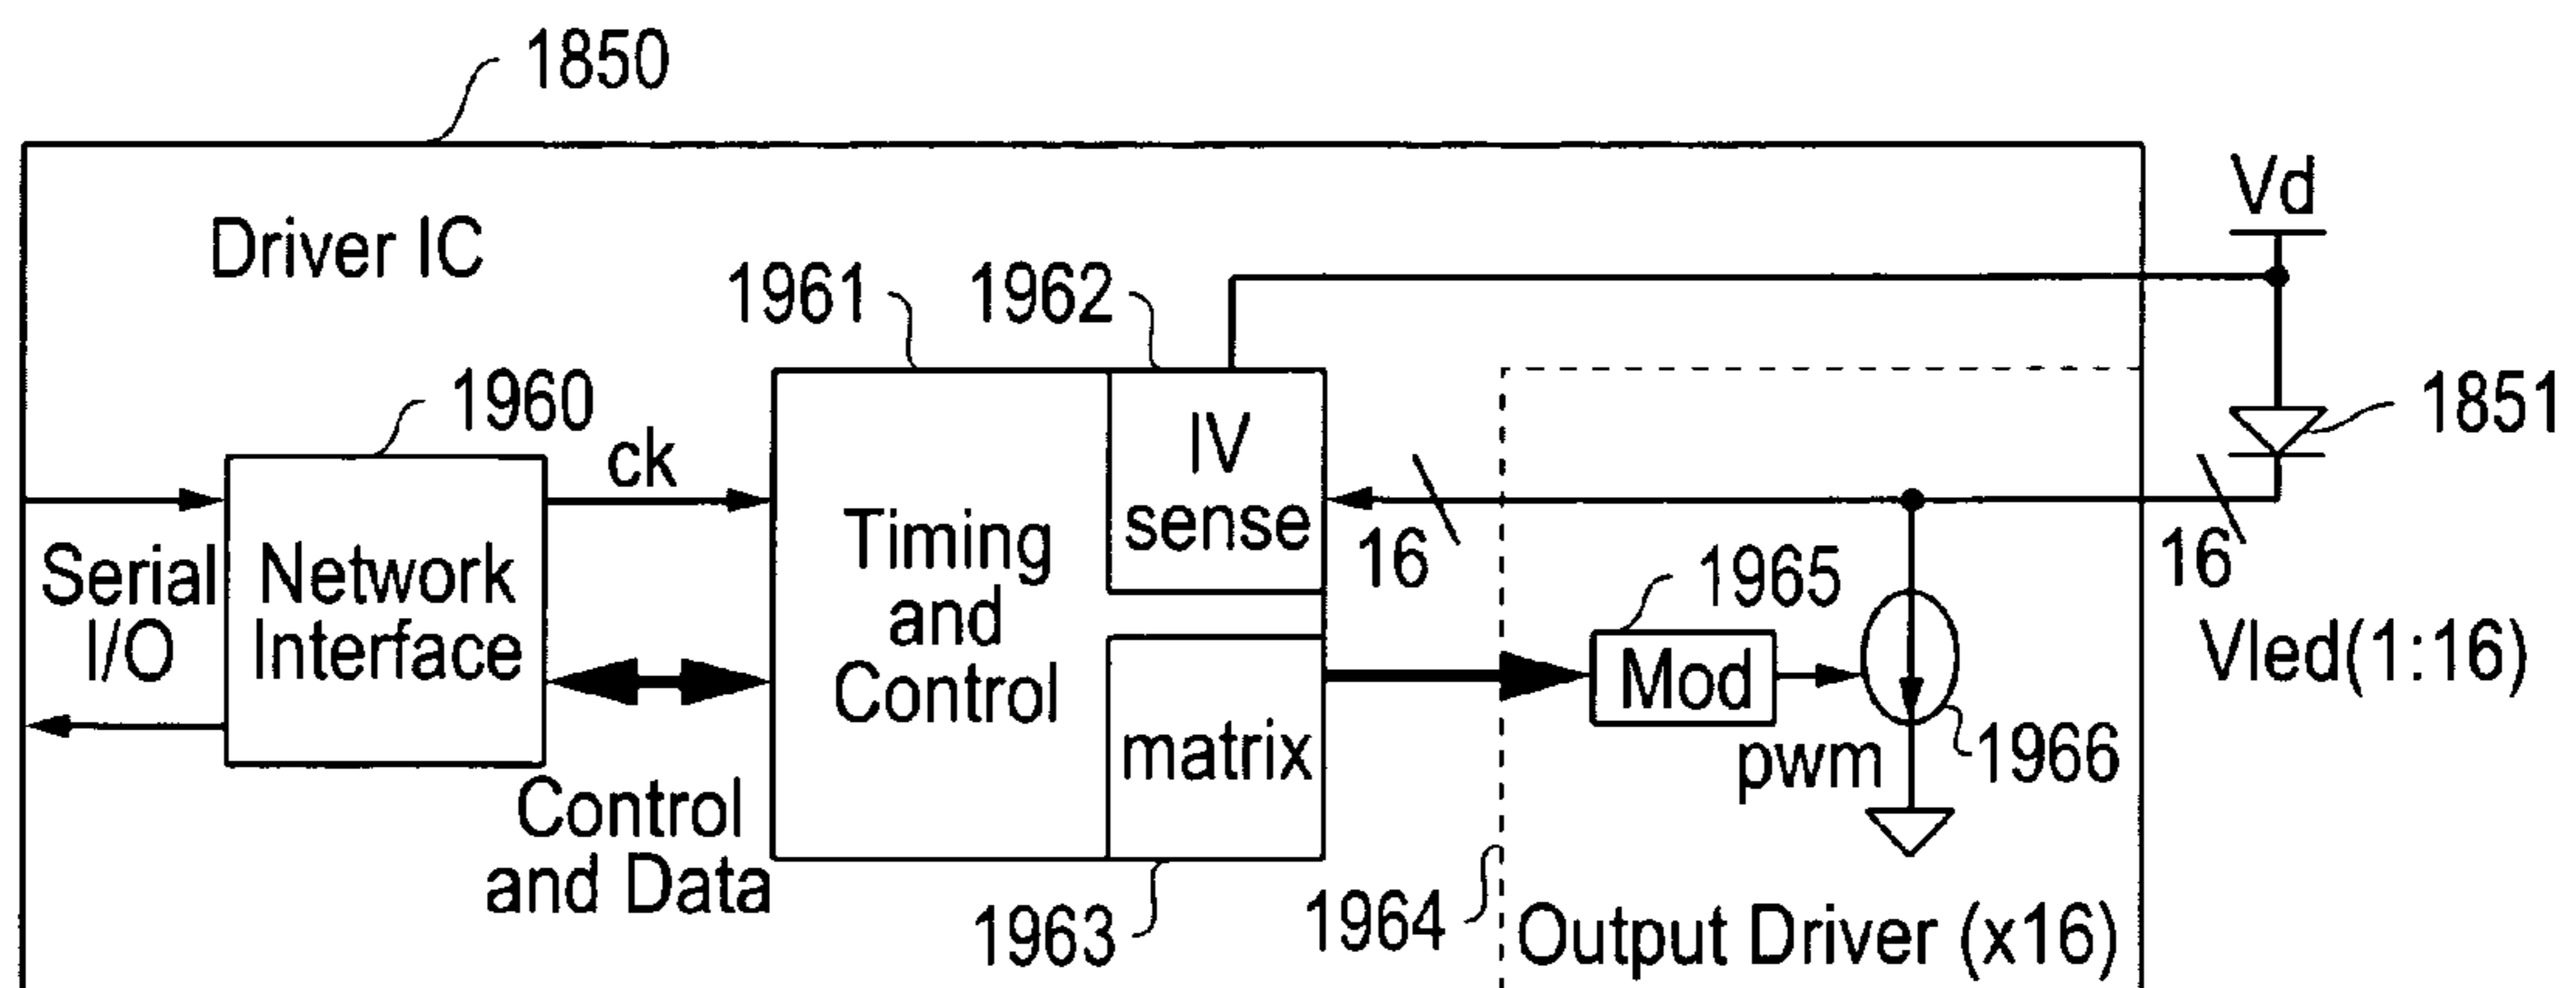 1850
Vd
Driver IC
1961
1962
1960
1851
ck
IV
sense
Timing
and
Control
16
16
1965
Serial
I/O
Network
Interface
Mod
Vled(1:16)
matrix
pwm
1966
Control
and Data
1963
1964
Output Driver (x16)